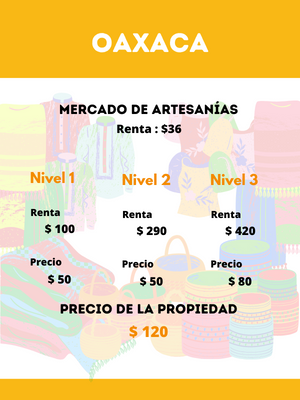 OAXACA
MERCADO DE ARTESANÍAS
Renta : $36
Nivel 1 Nivel 2 Nivel 3
Renta Renta Renta
$ 100 $ 290 $ 420
Precio Precio Precio
$ 50 $ 50 $ 80
PRECIO DE LA PROPIEDAD
$ 120